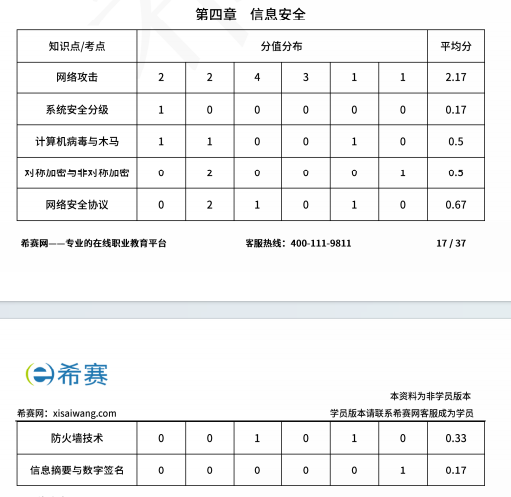 第四章 信息安全
知识点/考点 分值分布 平均分
网络攻击 2 2 4 3 1 1 2.17
系统安全分级 1 0 0 0 0 0 0.17
计算机病毒与木马 1 1 0 0 1 0 0.5
对称加密与非对称加密 0 2 0 0 0 1 0.5
网络安全协议 0 2 1 0 1 0 0.67
希赛网——专业的在线职业教育平台 客服热线：400-111-9811 17 / 37
希赛
本资料为非学员版本
希赛网：xisaiwang.com 学员版本请联系希赛网客服成为学员
防火墙技术 0 0 1 0 1 0 0.33
信息摘要与数字签名 0 0 0 0 0 1 0.17